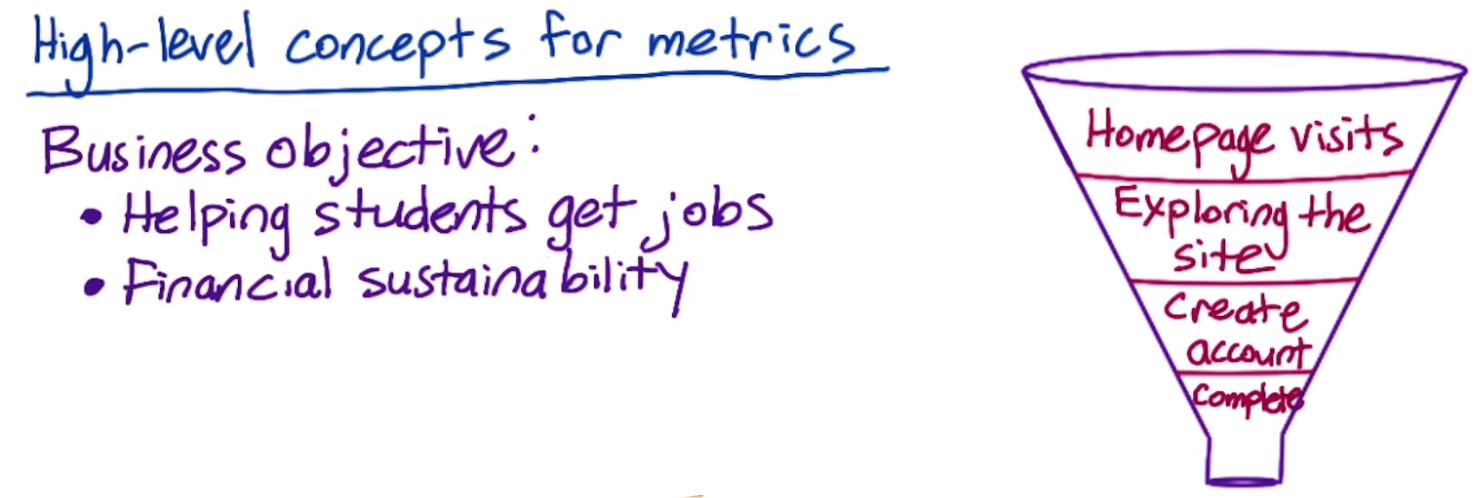 High-level concepts for metrics
Business objective:
• Helping students get jobs
• Financial sustainability
Homepage visits
Exploring the
site
Create
account
Complete